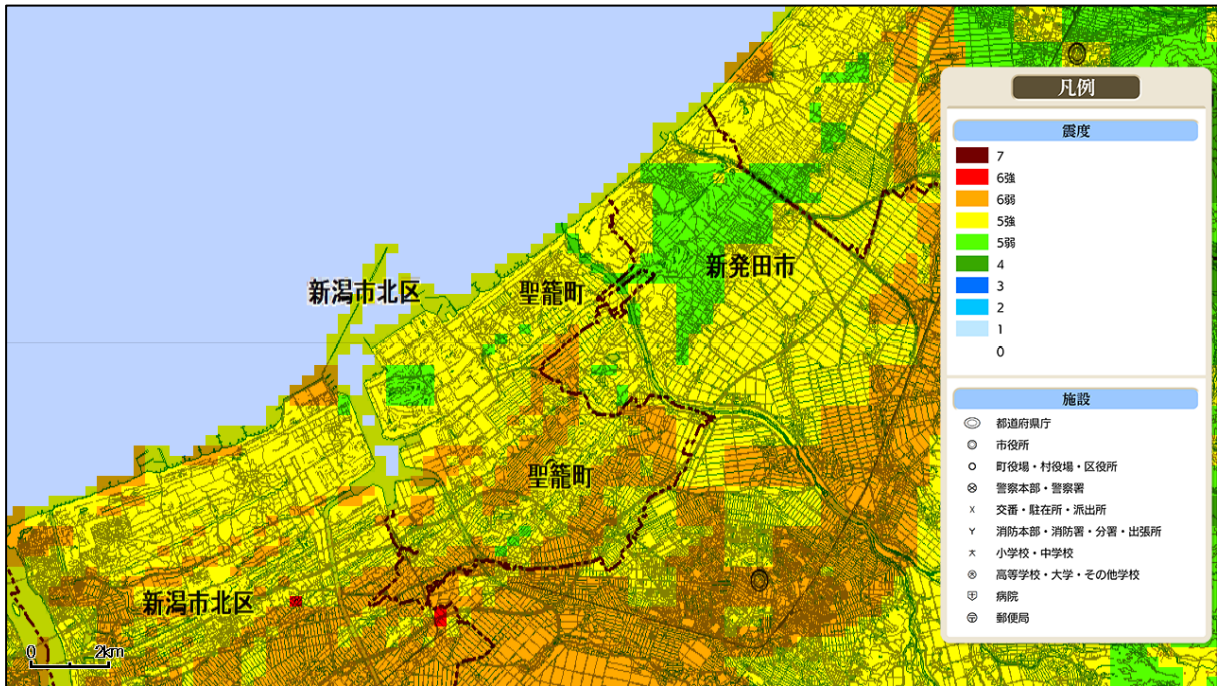 新潟市北区
聖籠町
新発田市
聖籠町
新潟市北区
0 2km
凡例
震度
7
6強
6弱
5強
5弱
4
3
2
1
0
施設
都道府県庁
市役所
町役場・村役場・区役所
警察本部・警察署
X 交番・駐在所・派出所
Y 消防本部・消防署・分署・出張所
小学校・中学校
高等学校・大学・その他学校
病院
郵便局